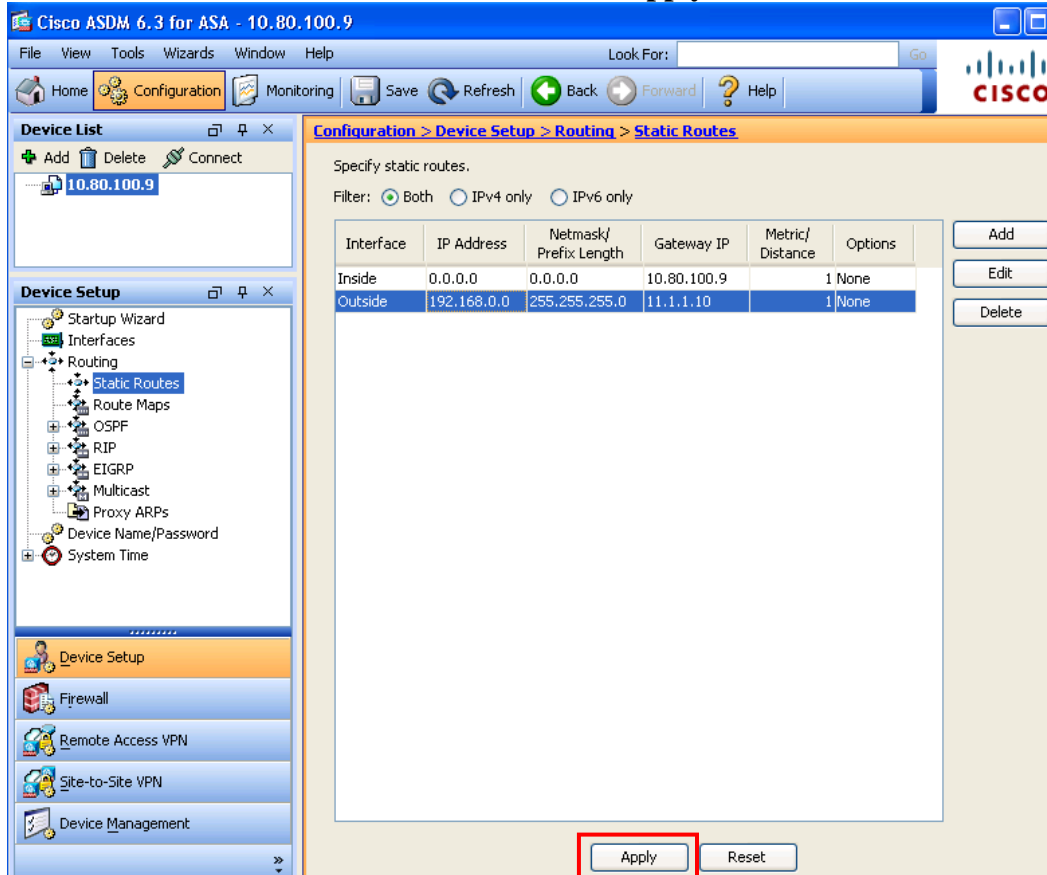 Cisco ASDM 6.3 for ASA - 10.80.100.9
File View Tools Wizards Window Help Look For: Go
Home Configuration Monitoring Save Refresh Back Forward Help
CISCO
Device List
Add Delete Connect
10.80.100.9
Device Setup
Startup Wizard
Interfaces
Routing
Static Routes
Route Maps
OSPF
RIP
EIGRP
Multicast
Proxy ARPs
Device Name/Password
System Time
Device Setup
Firewall
Remote Access VPN
Site-to-Site VPN
Device Management
Configuration > Device Setup > Routing > Static Routes
Specify static routes.
Filter: Both IPv4 only IPv6 only
Interface IP Address Netmask/ Prefix Length Gateway IP Metric/ Distance Options
Inside 0.0.0.0 0.0.0.0 10.80.100.9 1 None
Outside 192.168.0.0 255.255.255.0 11.1.1.10 1 None
Add
Edit
Delete
Apply Reset